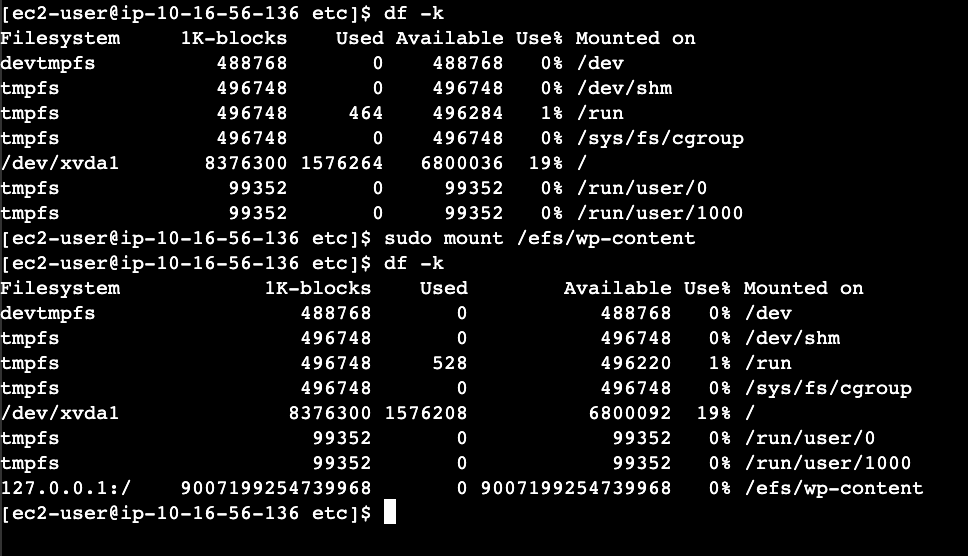 [ec2-user@ip-10-16-56-136 etc]$ df -k
Filesystem     1K-blocks    Used Available Use% Mounted on
devtmpfs          488768       0    488768   0% /dev
tmpfs             496748       0    496748   0% /dev/shm
tmpfs             496748     464    496284   1% /run
tmpfs             496748       0    496748   0% /sys/fs/cgroup
/dev/xvda1       8376300 1576264   6800036  19% /
tmpfs              99352       0     99352   0% /run/user/0
tmpfs              99352       0     99352   0% /run/user/1000
[ec2-user@ip-10-16-56-136 etc]$ sudo mount /efs/wp-content
[ec2-user@ip-10-16-56-136 etc]$ df -k
Filesystem            1K-blocks    Used        Available Use% Mounted on
devtmpfs                 488768       0           488768   0% /dev
tmpfs                    496748       0           496748   0% /dev/shm
tmpfs                    496748     528           496220   1% /run
tmpfs                    496748       0           496748   0% /sys/fs/cgroup
/dev/xvda1              8376300 1576208          6800092  19% /
tmpfs                     99352       0            99352   0% /run/user/0
tmpfs                     99352       0            99352   0% /run/user/1000
127.0.0.1:/    9007199254739968       0 9007199254739968   0% /efs/wp-content
[ec2-user@ip-10-16-56-136 etc]$